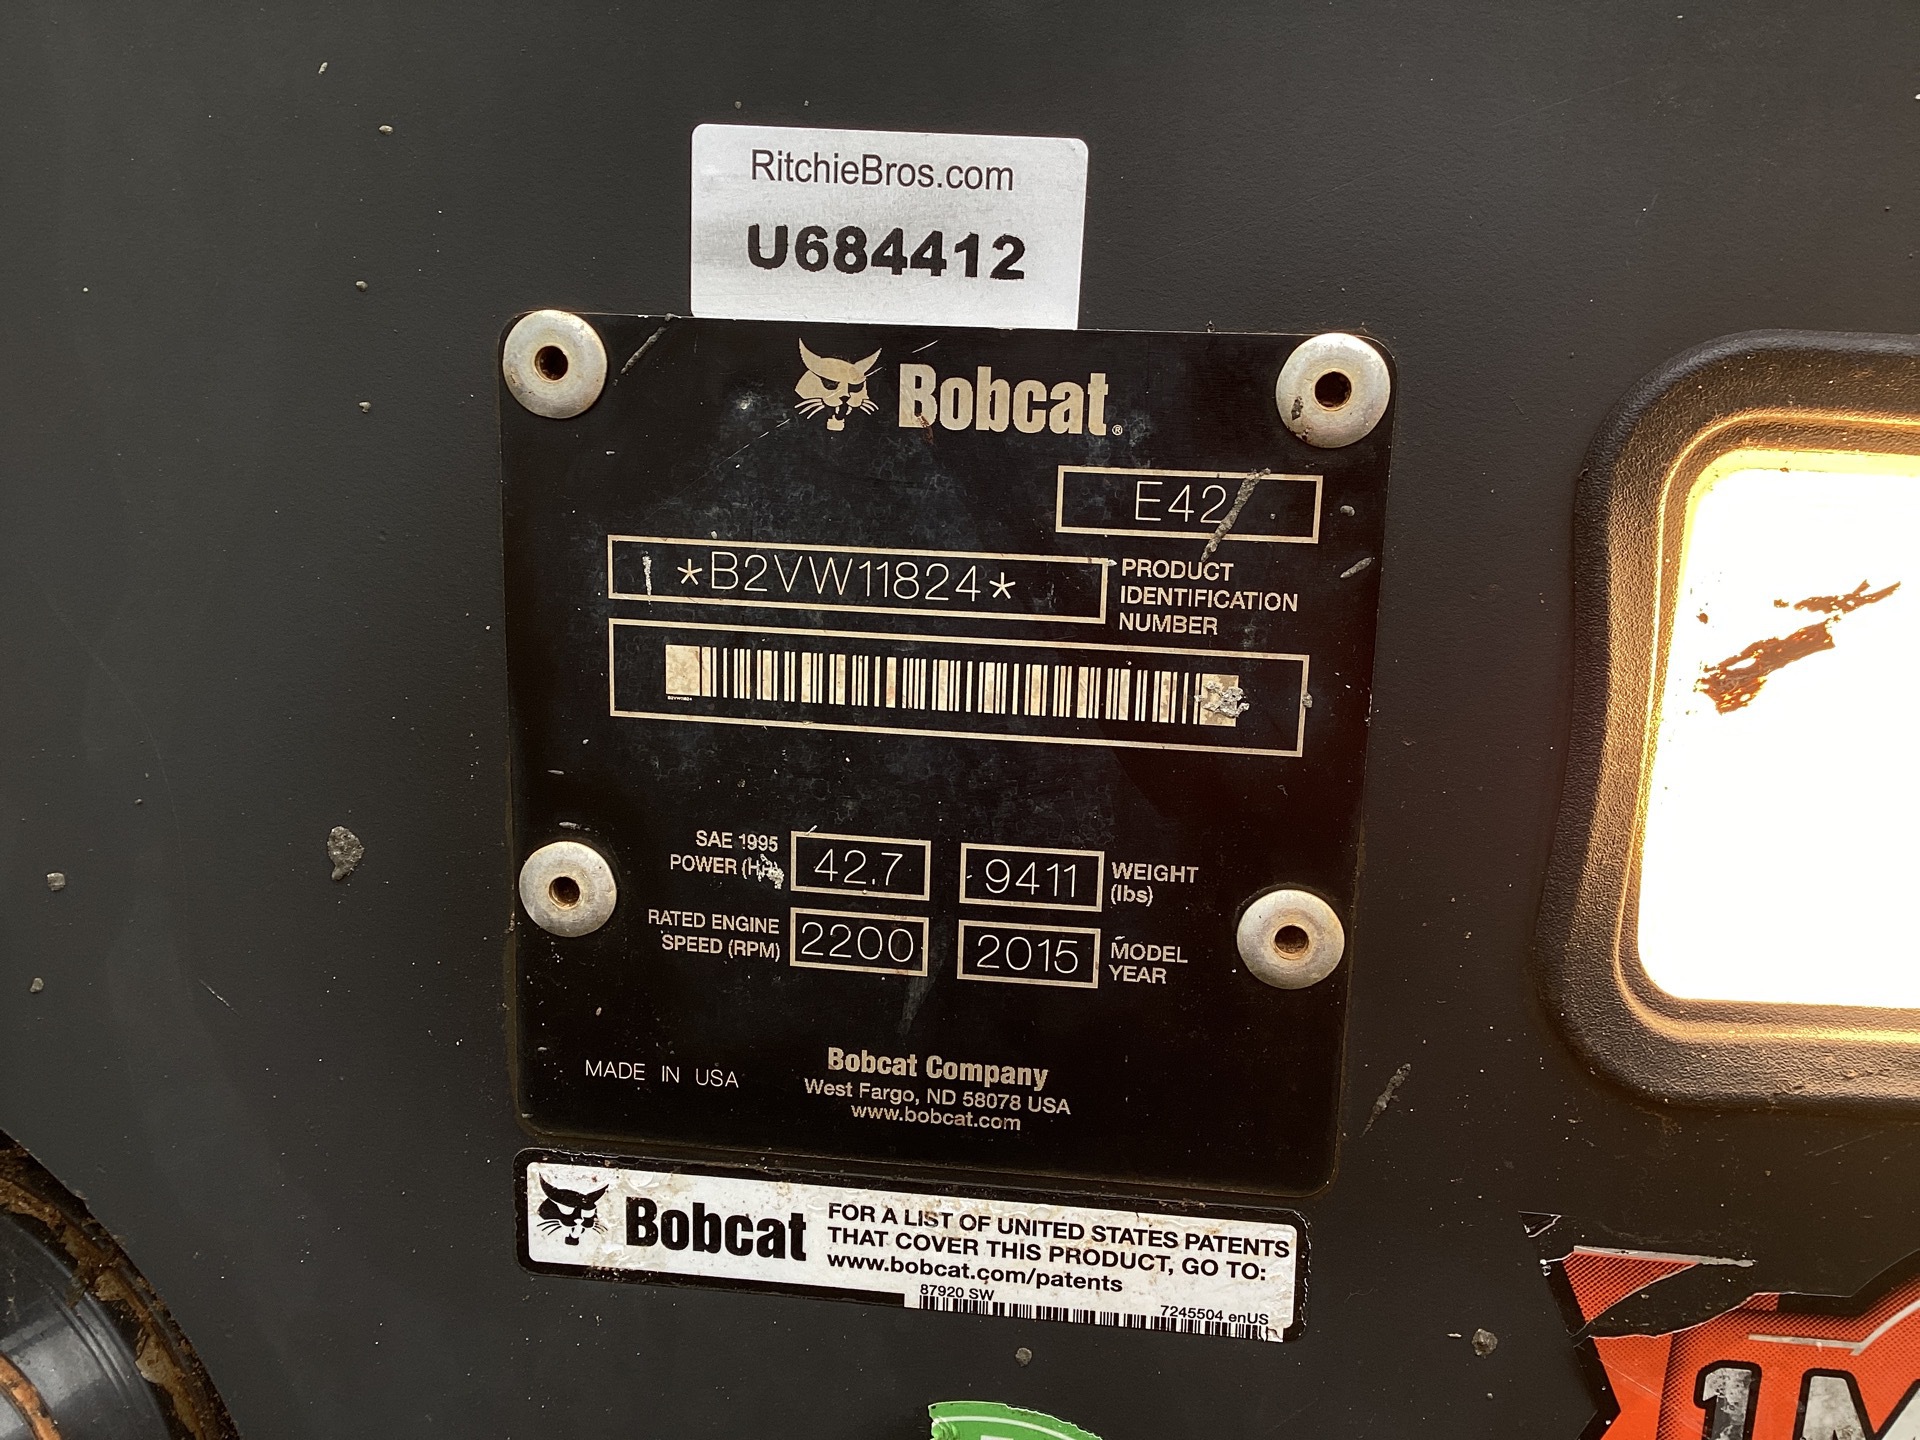 RitchieBros.com
U684412
Bobcat®
E42
*B2VW11824*
PRODUCT
IDENTIFICATION
NUMBER
B2VW11824
SAE 1995
POWER
42.7
9411
WEIGHT
(lbs)
RATED ENGINE
SPEED (RPM)
2200
2015
MODEL
YEAR
MADE IN USA
Bobcat Company
West Fargo, ND 58078 USA
www.bobcat.com
Bobcat
FOR A LIST OF UNITED STATES PATENTS
THAT COVER THIS PRODUCT, GO TO:
www.bobcat.com/patents
87920 SW
7245504 enUS